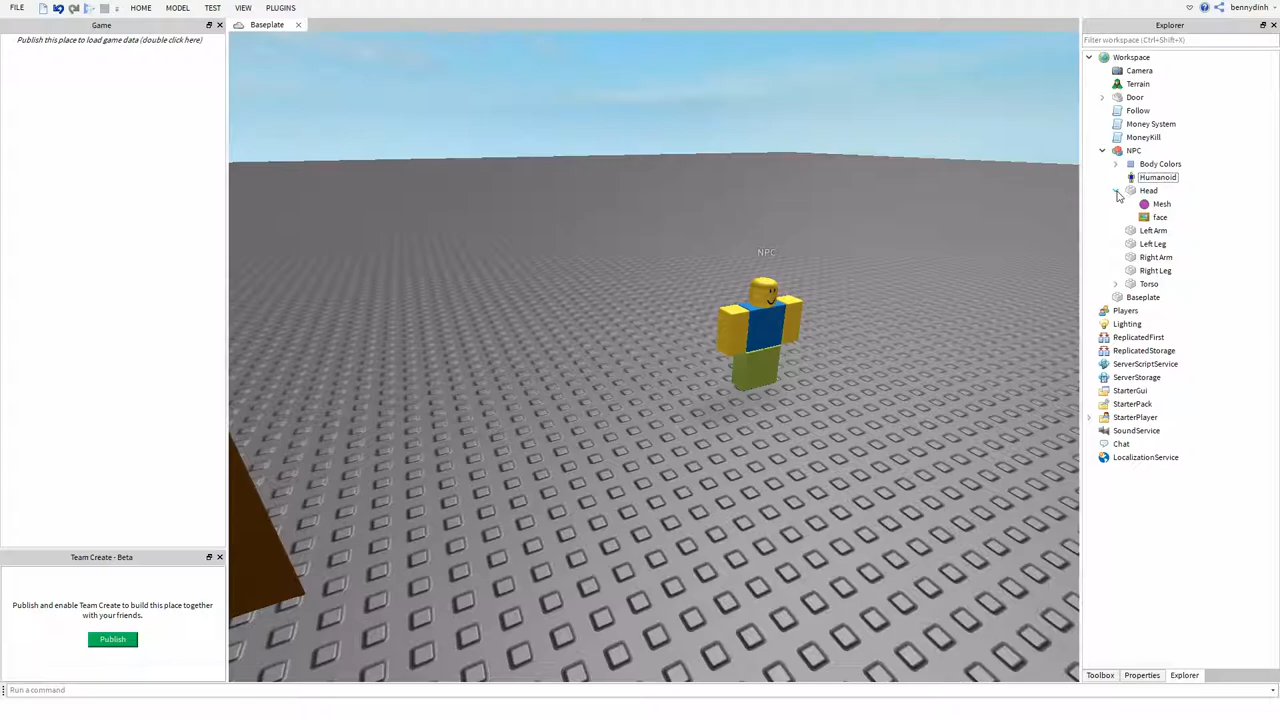 FILE HOME MODEL TEST VIEW PLUGINS bennydinh
Game
Publish this place to load game data (double click here)
Baseplate
NPC
Team Create - Beta
Publish and enable Team Create to build this place together
with your friends.
Publish
Run a command
Explorer
Filter workspace (Ctrl+Shift+X)
Workspace
Camera
Terrain
Door
Follow
Money System
MoneyKill
NPC
Body Colors
Humanoid
Head
Mesh
face
Left Arm
Left Leg
Right Arm
Right Leg
Torso
Baseplate
Players
Lighting
ReplicatedFirst
ReplicatedStorage
ServerScriptService
ServerStorage
StarterGui
StarterPack
StarterPlayer
SoundService
Chat
LocalizationService
Toolbox Properties Explorer